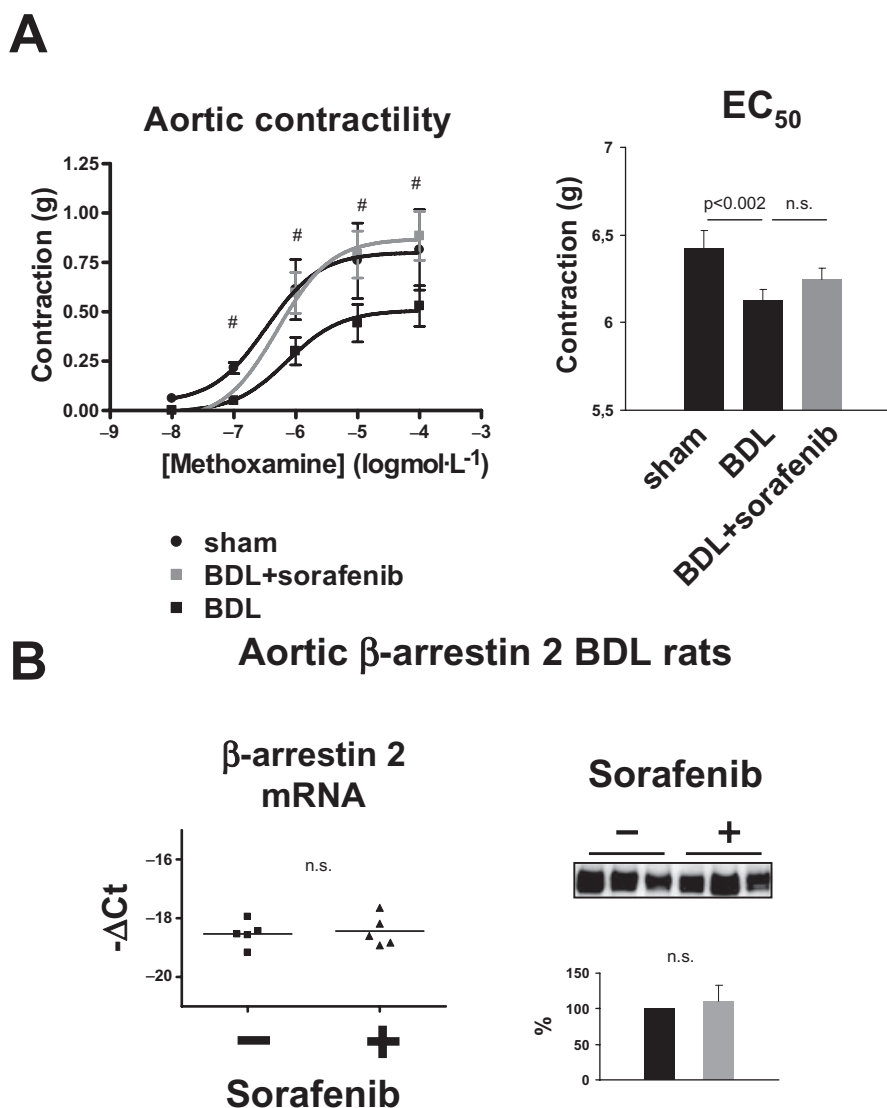 A
Aortic contractility
Contraction (g)
1.25
1.00
0.75
0.50
0.25
0.00
#
#
#
#
–9
–8
–7
–6
–5
–4
–3
[Methoxamine] (logmol·L-1)
sham
BDL+sorafenib
BDL
EC50
Contraction (g)
7
6,5
6
5,5
p<0.002
n.s.
sham
BDL
BDL+sorafenib
B
Aortic β-arrestin 2 BDL rats
β-arrestin 2
mRNA
-ΔCt
–16
–18
–20
n.s.
− +
Sorafenib
Sorafenib
− +
n.s.
%
150
100
50
0